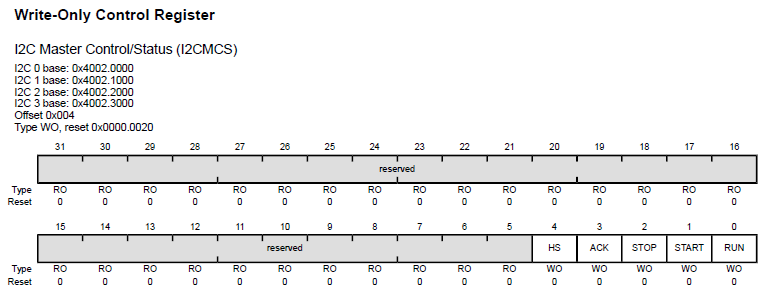 Write-Only Control Register
I2C Master Control/Status (I2CMCS)
I2C 0 base: 0x4002.0000
I2C 1 base: 0x4002.1000
I2C 2 base: 0x4002.2000
I2C 3 base: 0x4002.3000
Offset 0x004
Type WO, reset 0x0000.0020
31 30 29 28 27 26 25 24 23 22 21 20 19 18 17 16
reserved
Type RO RO RO RO RO RO RO RO RO RO RO RO RO RO RO RO
Reset 0 0 0 0 0 0 0 0 0 0 0 0 0 0 0 0
15 14 13 12 11 10 9 8 7 6 5 4 3 2 1 0
reserved HS ACK STOP START RUN
Type RO RO RO RO RO RO RO RO RO RO RO WO WO WO WO WO
Reset 0 0 0 0 0 0 0 0 0 0 0 0 0 0 0 0